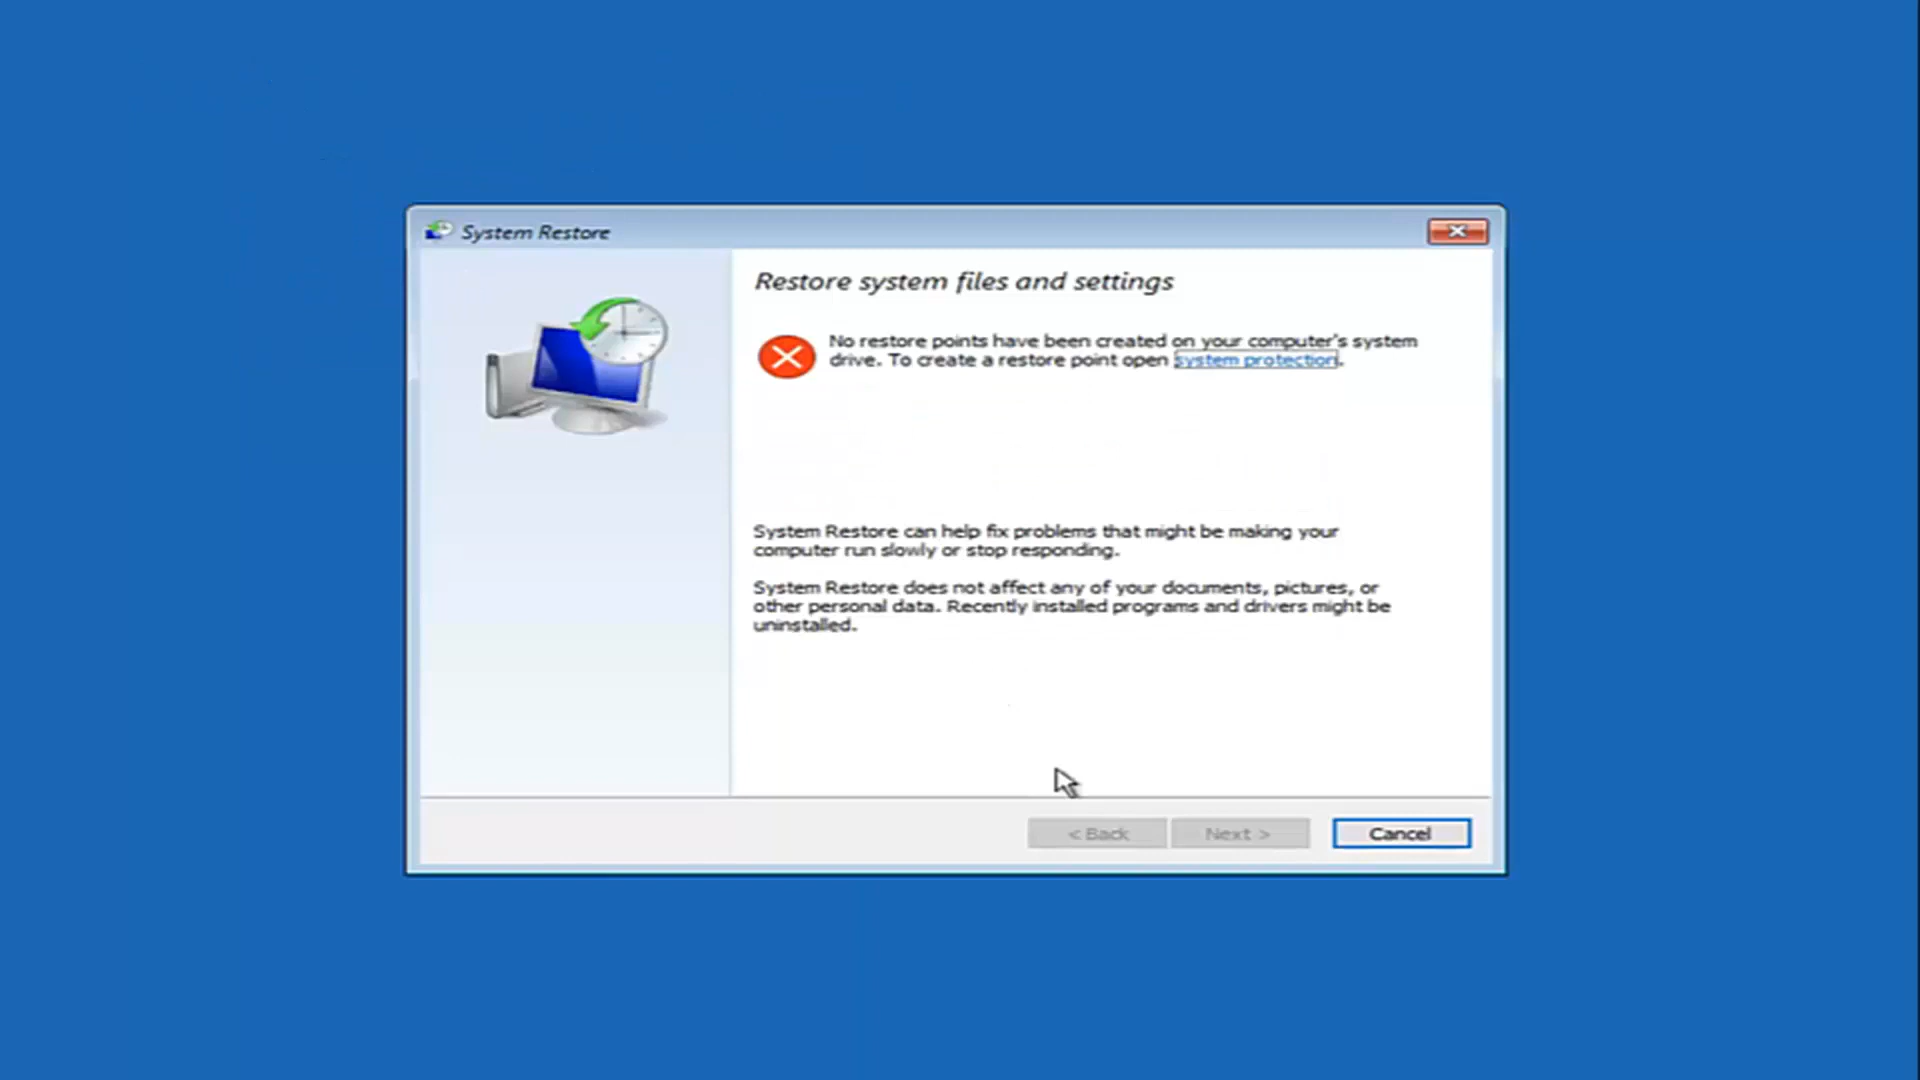 System Restore
Restore system files and settings
No restore points have been created on your computer's system
drive. To create a restore point open system protection.
System Restore can help fix problems that might be making your
computer run slowly or stop responding.
System Restore does not affect any of your documents, pictures, or
other personal data. Recently installed programs and drivers might be
uninstalled.
< Back Next > Cancel